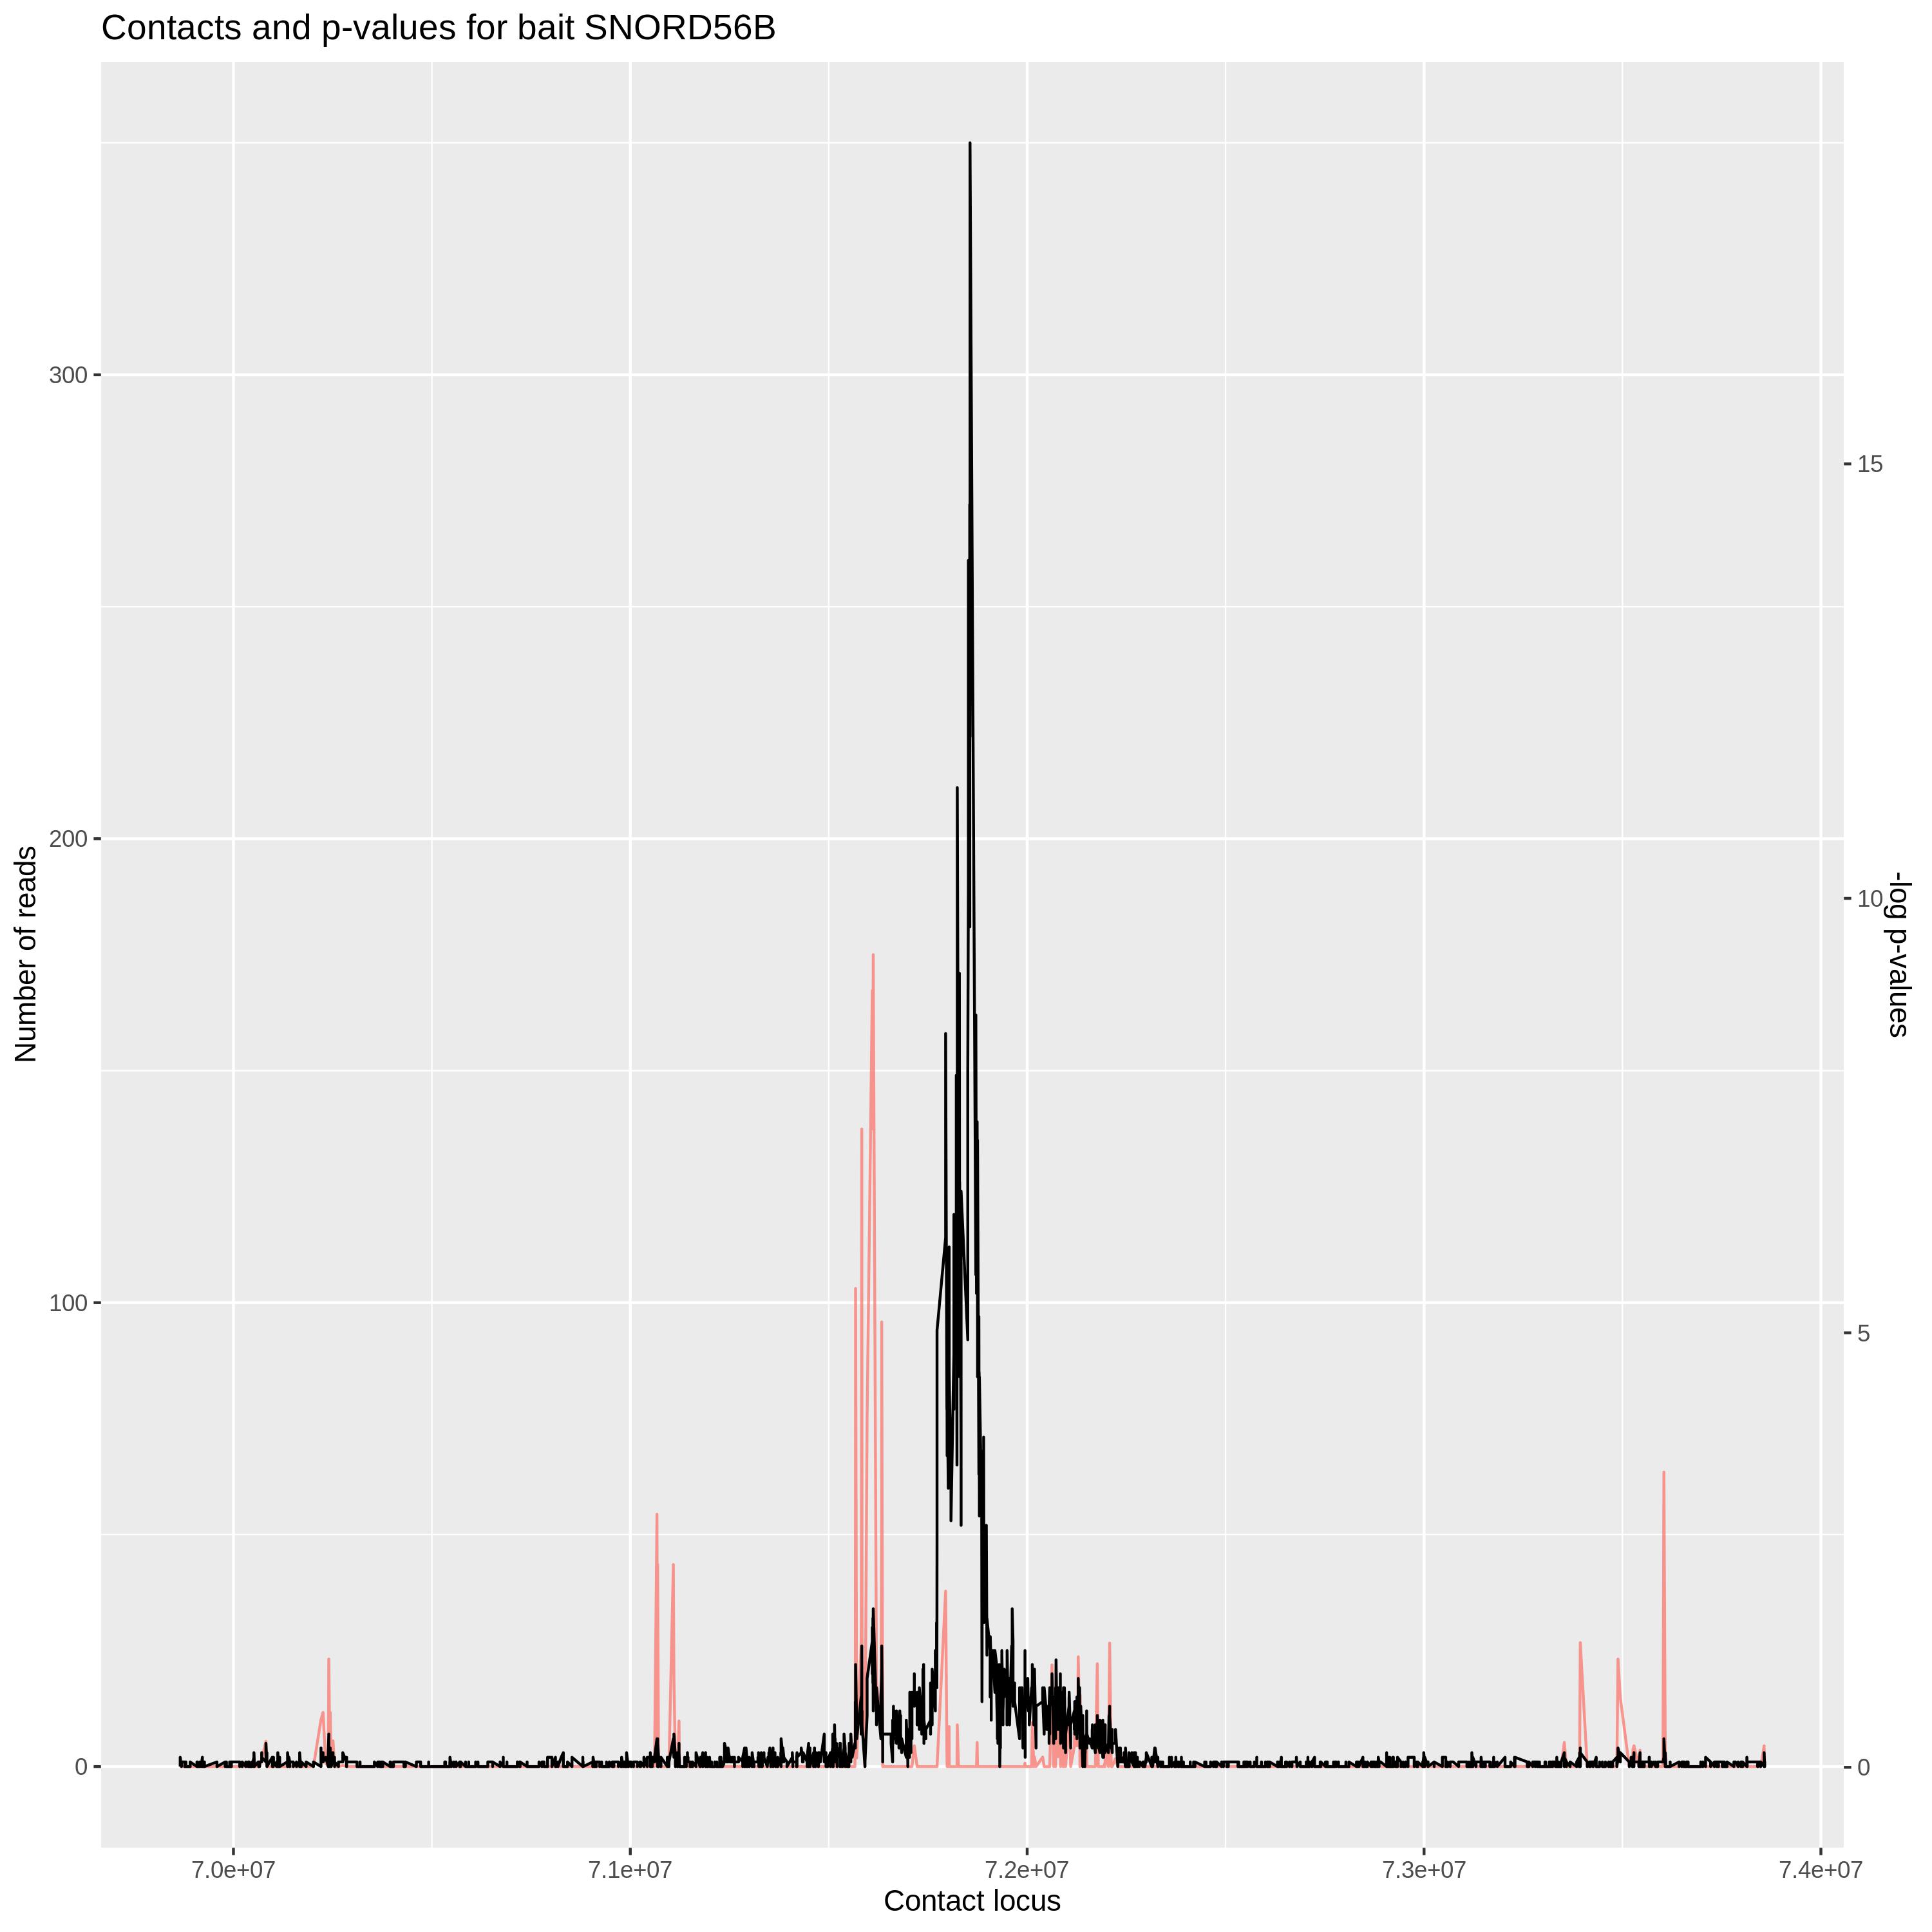 Contacts and p-values for bait SNORD56B
300
200
100
0
Number of reads
15
10
5
0
-log p-values
7.0e+07 7.1e+07 7.2e+07 7.3e+07 7.4e+07
Contact locus